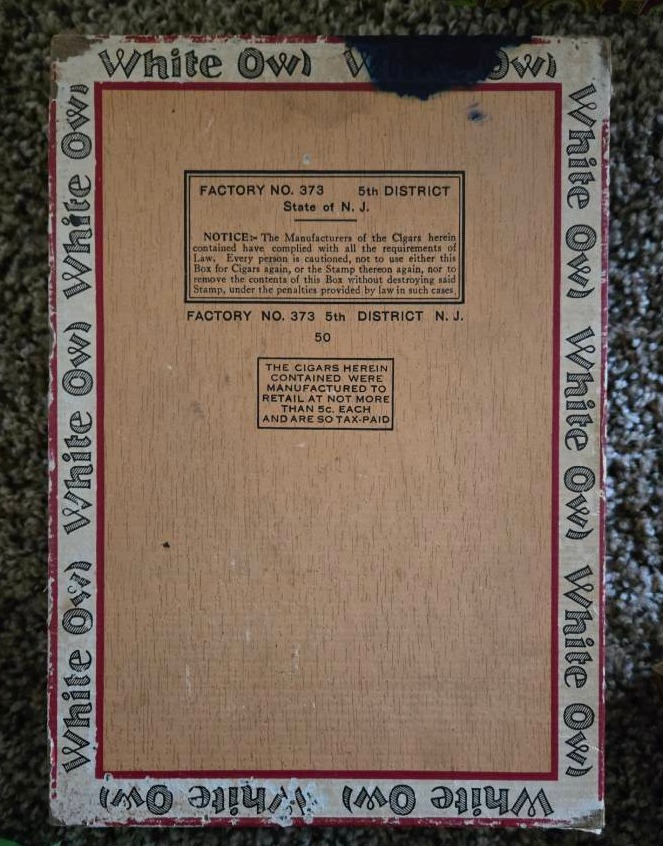 White Owl White Owl
White Owl
White Owl
White Owl
White Owl
White Owl
White Owl
FACTORY NO. 373 5th DISTRICT
State of N. J.
NOTICE:- The Manufacturers of the Cigars herein
contained have complied with all the requirements of
Law. Every person is cautioned, not to use either this
Box for Cigars again, or the Stamp thereon again, nor to
remove the contents of this Box without destroying said
Stamp, under the penalties provided by law in such cases.
FACTORY NO. 373 5th DISTRICT N. J.
50
THE CIGARS HEREIN
CONTAINED WERE
MANUFACTURED TO
RETAIL AT NOT MORE
THAN 5c. EACH
AND ARE SO TAX-PAID
White Owl White Owl